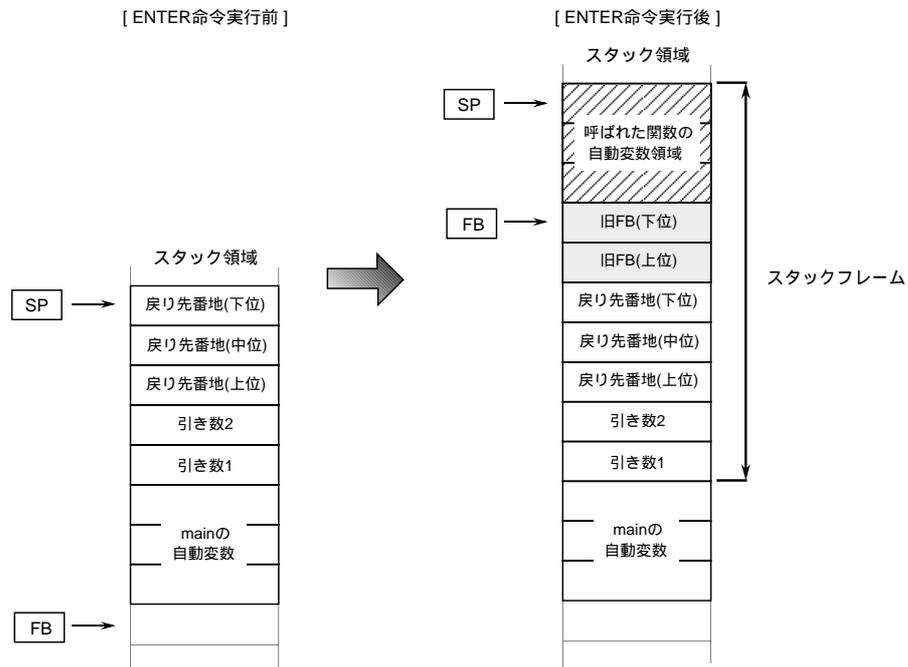 [ ENTER命令実行前 ]
スタック領域
SP
戻り先番地(下位)
戻り先番地(中位)
戻り先番地(上位)
引き数2
引き数1
mainの
自動変数
FB
[ ENTER命令実行後 ]
スタック領域
SP
呼ばれた関数の
自動変数領域
FB
旧FB(下位)
旧FB(上位)
戻り先番地(下位)
戻り先番地(中位)
戻り先番地(上位)
引き数2
引き数1
mainの
自動変数
スタックフレーム